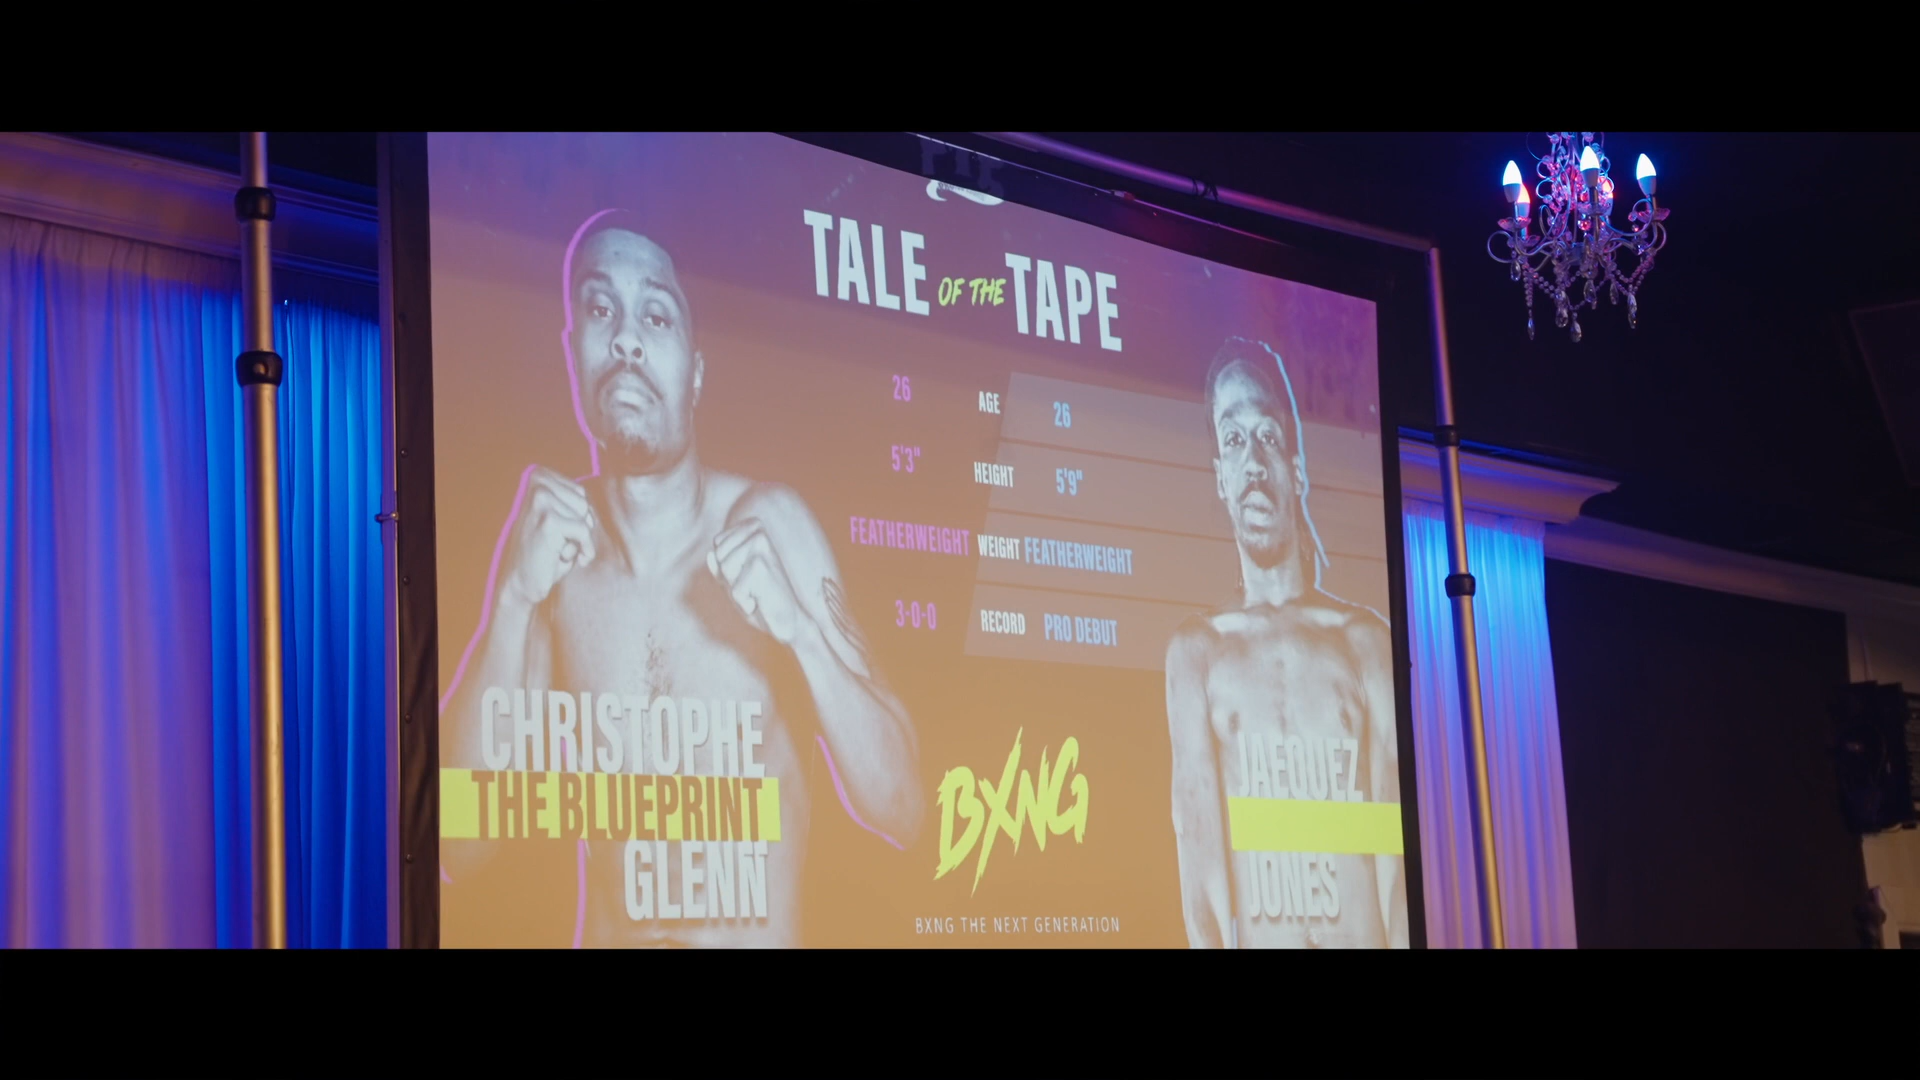 TALE OF THE TAPE
26 AGE 26
5'3" HEIGHT 5'9"
FEATHERWEIGHT WEIGHT FEATHERWEIGHT
3-0-0 RECORD PRO DEBUT
CHRISTOPHE
THE BLUEPRINT
GLENN
BXNG
BXNG THE NEXT GENERATION
JAEQUEZ
JONES